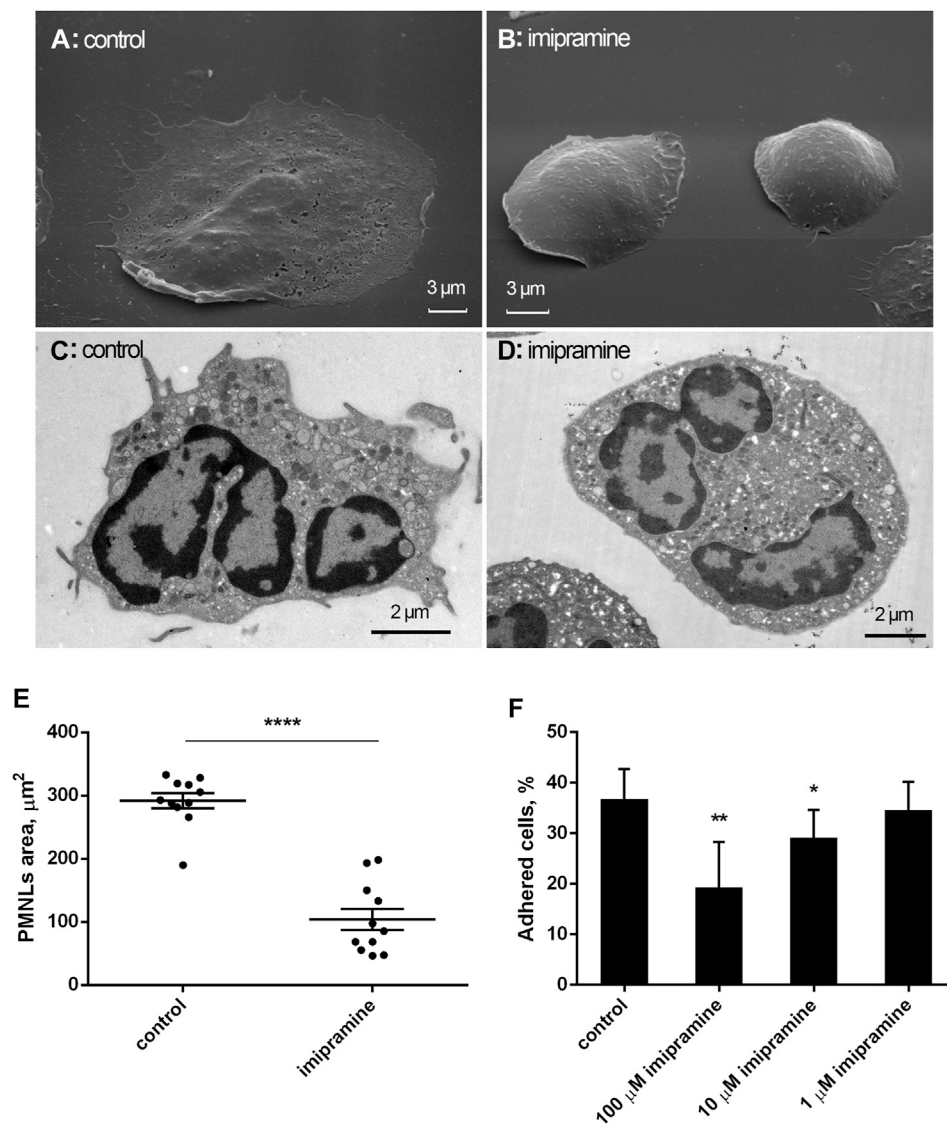 A: control
B: imipramine
3 µm
3 µm
C: control
D: imipramine
2 µm
2 µm
E
400
300
200
100
0
PMNLs area, µm²
****
control
imipramine
F
50
40
30
20
10
0
Adhered cells, %
**
*
control
100 µM imipramine
10 µM imipramine
1 µM imipramine